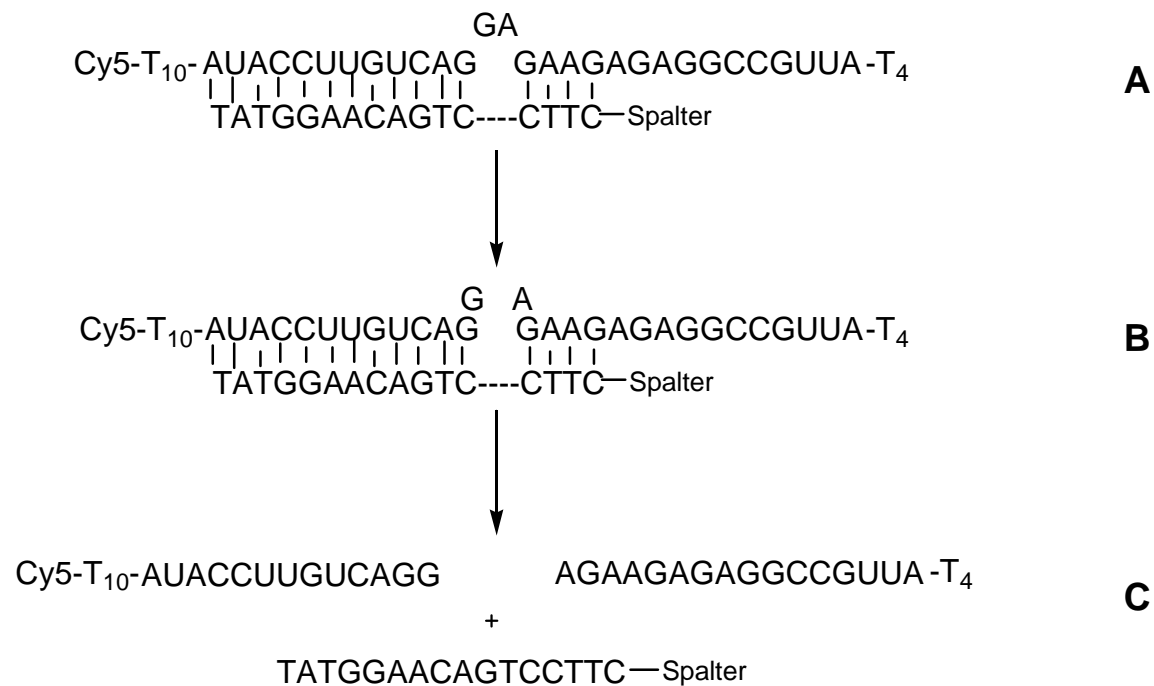 GA
Cy5-T10-AUACCUUGUCAG GAAGAGAGGCCGUUA-T4 A
TATGGAACAGTC----CTTC—Spalter
G A
Cy5-T10-AUACCUUGUCAG GAAGAGAGGCCGUUA-T4 B
TATGGAACAGTC----CTTC—Spalter
Cy5-T10-AUACCUUGUCAGG AGAAGAGAGGCCGUUA-T4
C
+
TATGGAACAGTCCTTC—Spalter